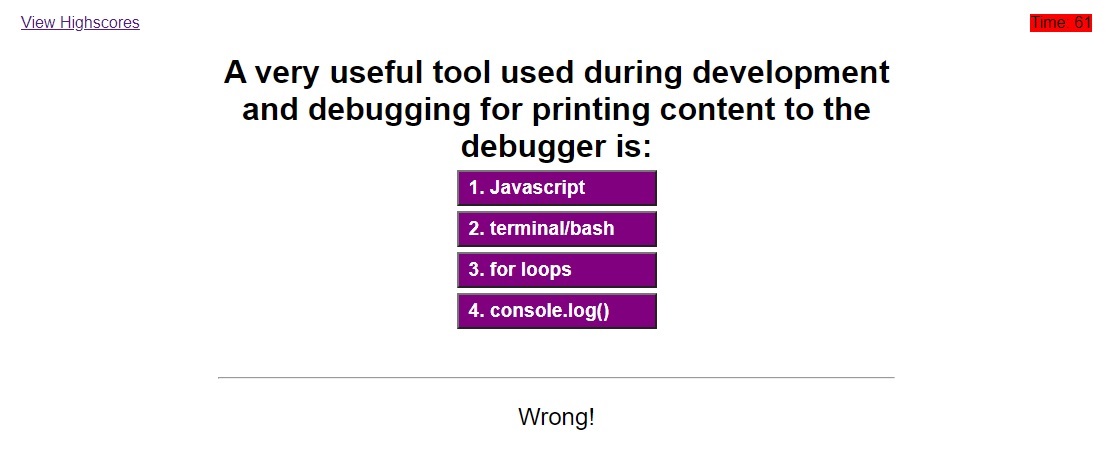 View Highscores
Time: 61
A very useful tool used during development
and debugging for printing content to the
debugger is:
1. Javascript
2. terminal/bash
3. for loops
4. console.log()
Wrong!